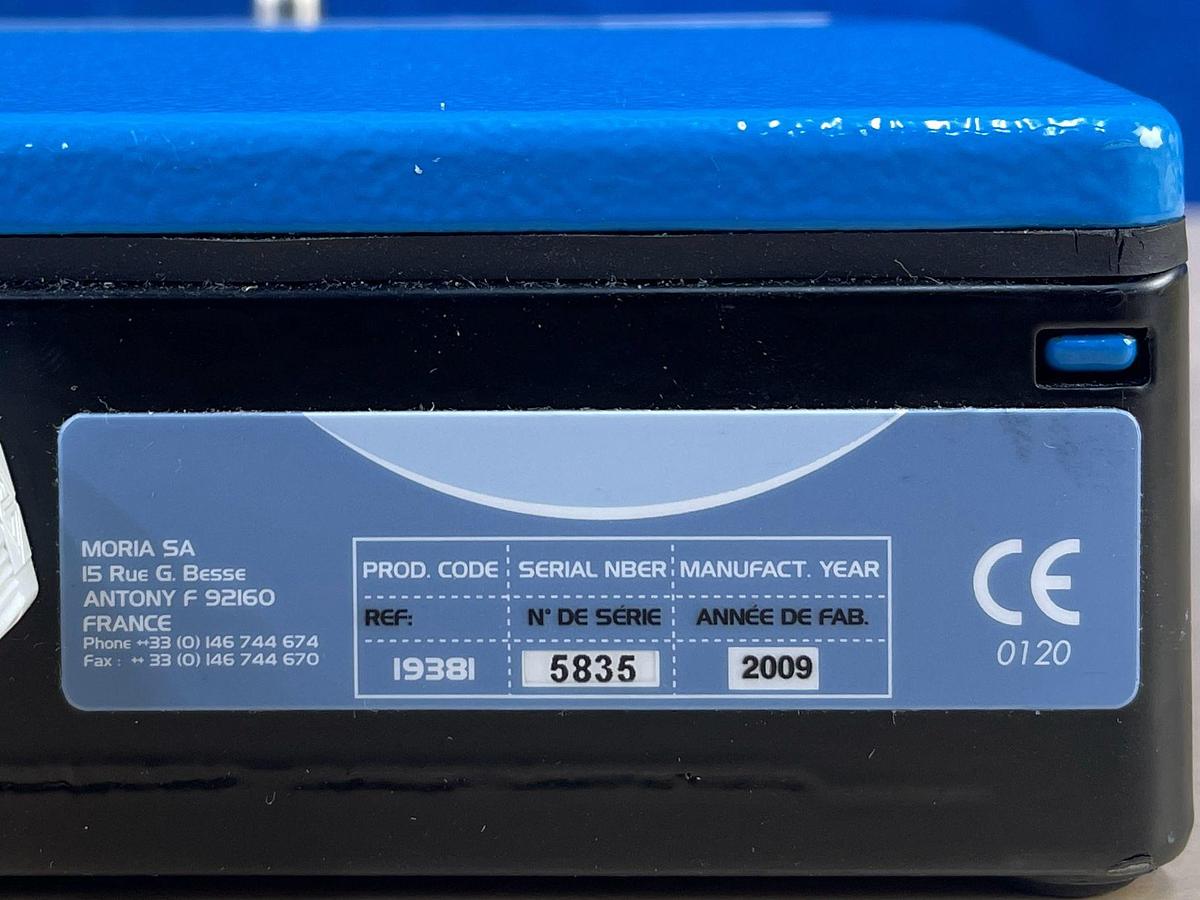 MORIA SA
15 Rue G. Besse
ANTONY F 92160
FRANCE
Phone ++33 (0) 146 744 674
Fax : ++ 33 (0) 146 744 670
PROD. CODE SERIAL NBER MANUFACT. YEAR
REF: N° DE SÉRIE ANNÉE DE FAB.
19381 5835 2009
CE
0120